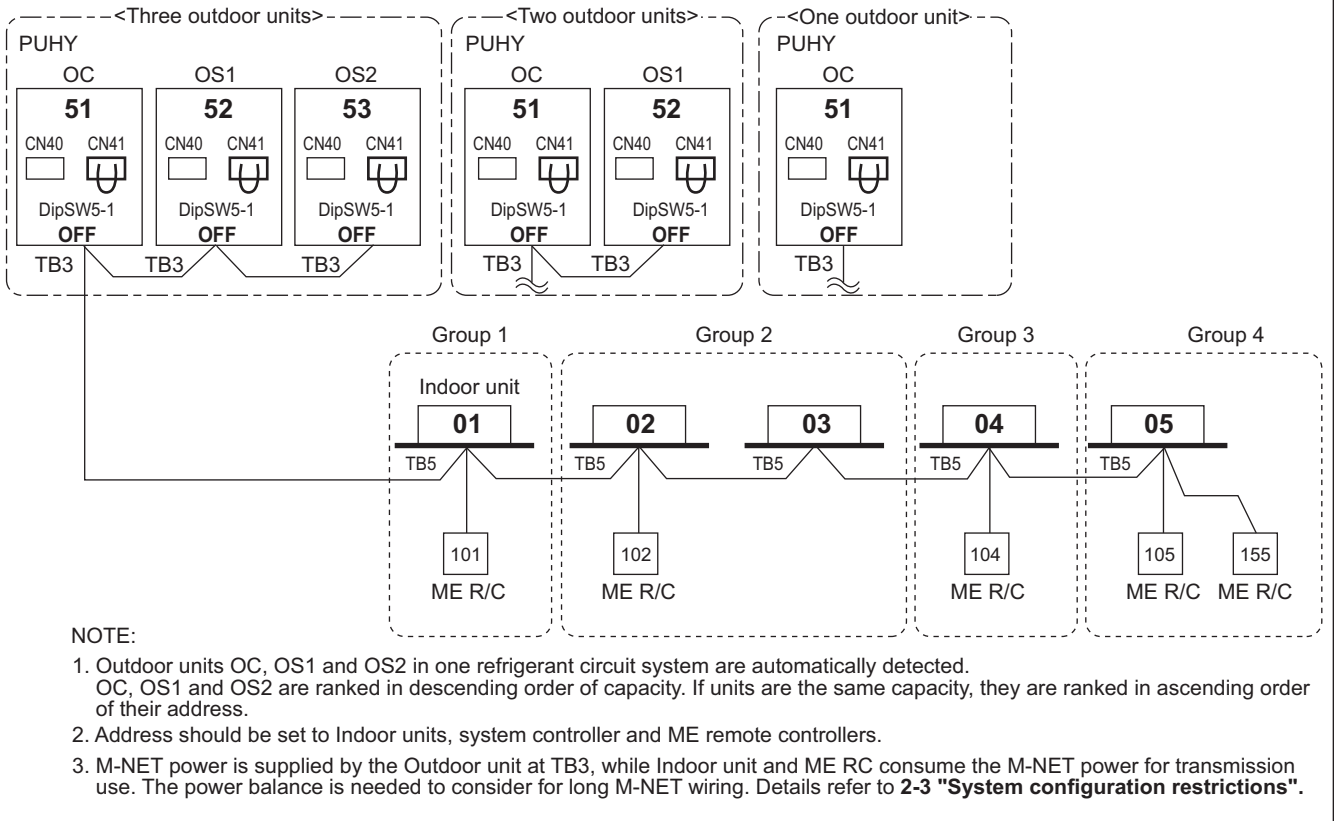 <Three outdoor units> <Two outdoor units> <One outdoor unit>
PUHY PUHY PUHY
OC OS1 OS2 OC OS1 OC
51 52 53 51 52 51
CN40 CN41 CN40 CN41 CN40 CN41 CN40 CN41 CN40 CN41 CN40 CN41
DipSW5-1 DipSW5-1 DipSW5-1 DipSW5-1 DipSW5-1 DipSW5-1
OFF OFF OFF OFF OFF OFF
TB3 TB3 TB3 TB3 TB3 TB3
Group 1 Group 2 Group 3 Group 4
Indoor unit
01 02 03 04 05
TB5 TB5 TB5 TB5 TB5
101 102 104 105 155
ME R/C ME R/C ME R/C ME R/C ME R/C
NOTE:
1. Outdoor units OC, OS1 and OS2 in one refrigerant circuit system are automatically detected.
OC, OS1 and OS2 are ranked in descending order of capacity. If units are the same capacity, they are ranked in ascending order
of their address.
2. Address should be set to Indoor units, system controller and ME remote controllers.
3. M-NET power is supplied by the Outdoor unit at TB3, while Indoor unit and ME RC consume the M-NET power for transmission
use. The power balance is needed to consider for long M-NET wiring. Details refer to 2-3 "System configuration restrictions".